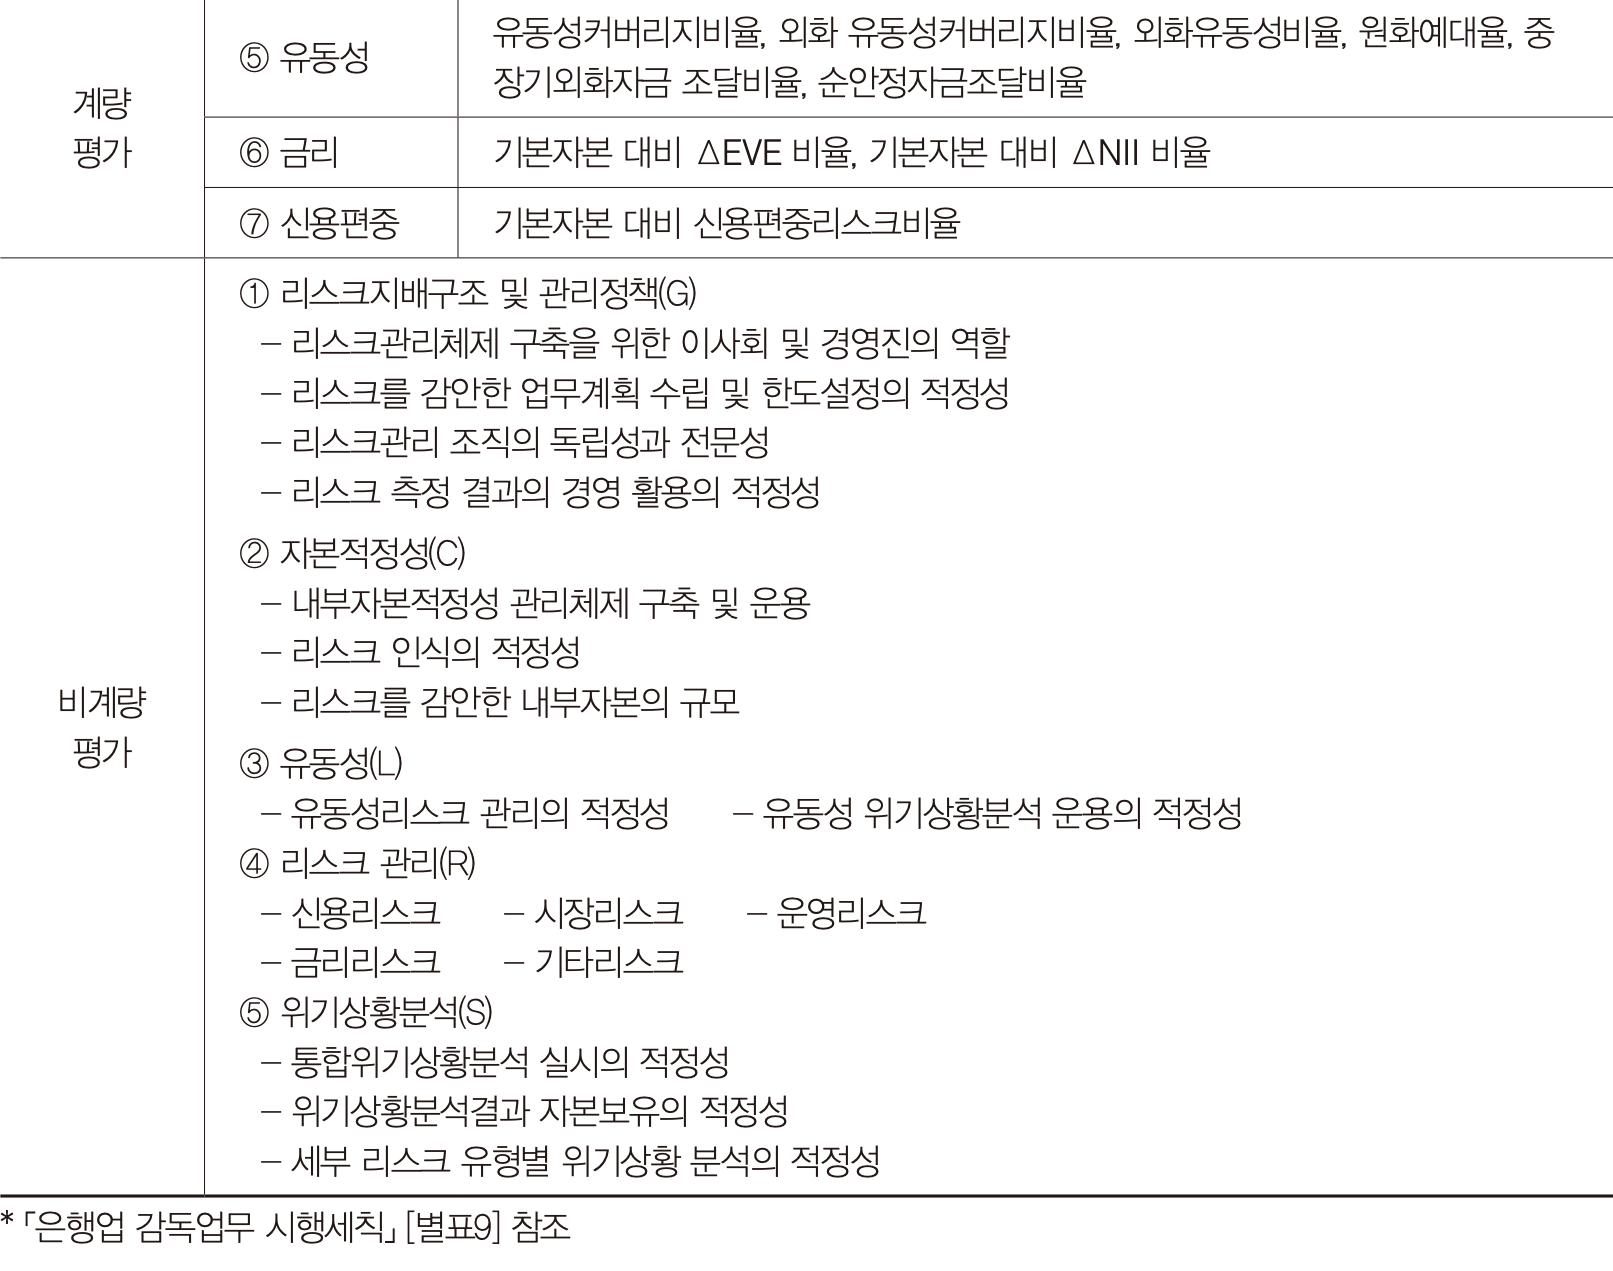 계량
평가
⑤ 유동성
유동성커버리지비율, 외화 유동성커버리지비율, 외화유동성비율, 원화예대율, 중
장기외화자금 조달비율, 순안정자금조달비율
⑥ 금리
기본자본 대비 △EVE 비율, 기본자본 대비 △NII 비율
⑦ 신용편중
기본자본 대비 신용편중리스크비율
비계량
평가
① 리스크지배구조 및 관리정책(G)
– 리스크관리체제 구축을 위한 이사회 및 경영진의 역할
– 리스크를 감안한 업무계획 수립 및 한도설정의 적정성
– 리스크관리 조직의 독립성과 전문성
– 리스크 측정 결과의 경영 활용의 적정성
② 자본적정성(C)
– 내부자본적정성 관리체제 구축 및 운용
– 리스크 인식의 적정성
– 리스크를 감안한 내부자본의 규모
③ 유동성(L)
– 유동성리스크 관리의 적정성 – 유동성 위기상황분석 운용의 적정성
④ 리스크 관리(R)
– 신용리스크 – 시장리스크 – 운영리스크
– 금리리스크 – 기타리스크
⑤ 위기상황분석(S)
– 통합위기상황분석 실시의 적정성
– 위기상황분석결과 자본보유의 적정성
– 세부 리스크 유형별 위기상황 분석의 적정성
* 「은행업 감독업무 시행세칙」 [별표9] 참조